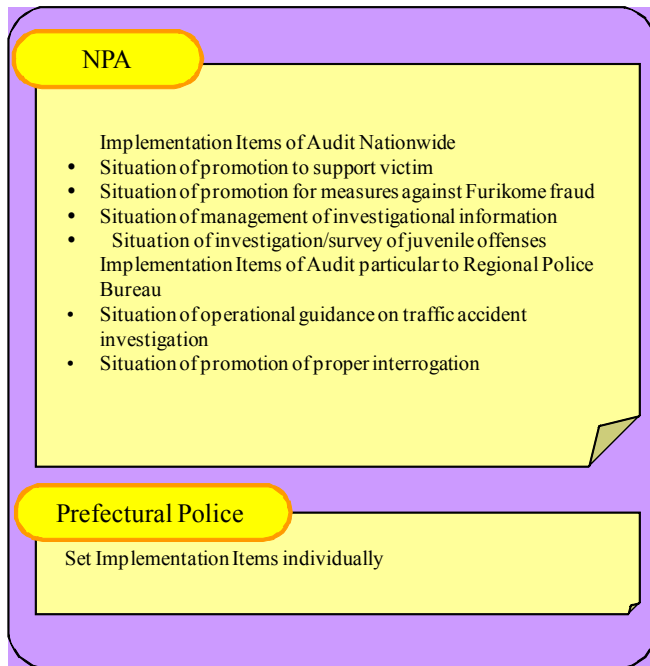 NPA
Implementation Items of Audit Nationwide
• Situation of promotion to support victim
• Situation of promotion for measures against Furikome fraud
• Situation of management of investigational information
• Situation of investigation/survey of juvenile offenses
Implementation Items of Audit particular to Regional Police
Bureau
• Situation of operational guidance on traffic accident
investigation
• Situation of promotion of proper interrogation
Prefectural Police
Set Implementation Items individually